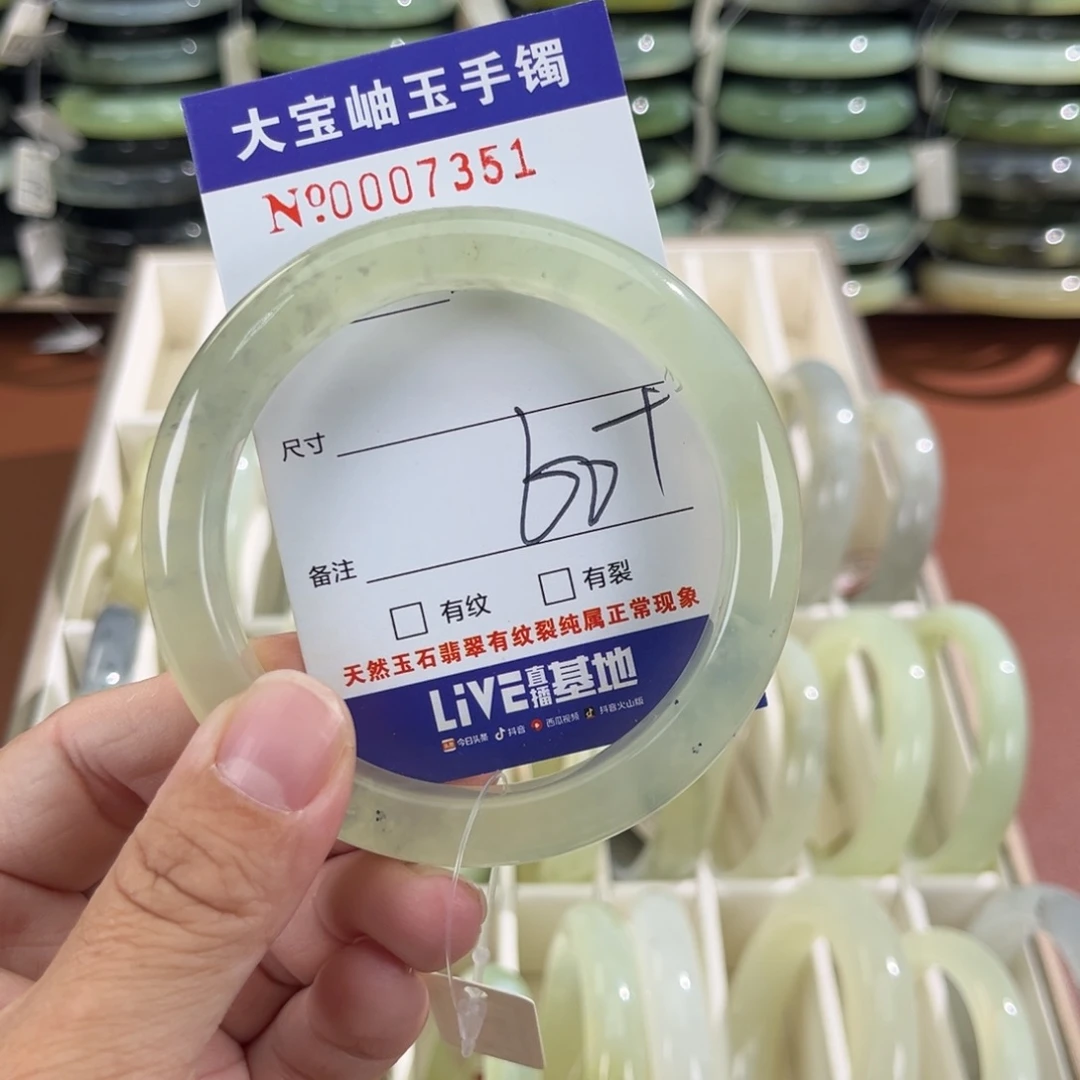 大宝岫玉手镯
Nº0007351
尺寸
备注
□ 有纹 □ 有裂
天然玉石翡翠有纹裂纯属正常现象
LiVE直播基地
今日头条 抖音 西瓜视频 抖音火山版